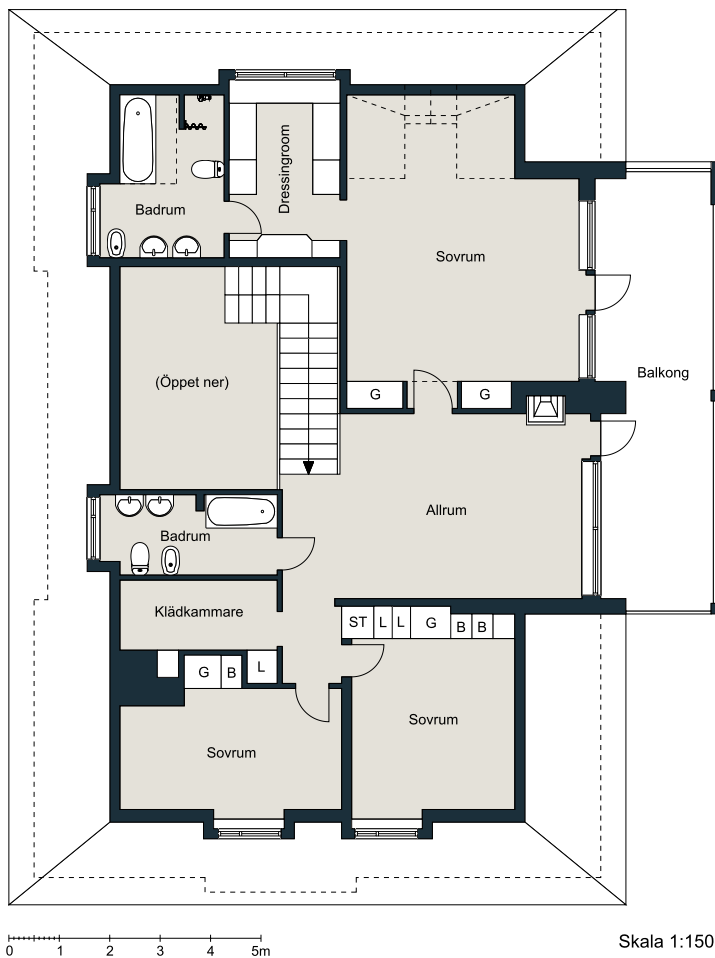 Dressingroom
Badrum
Sovrum
Balkong
(Öppet ner)
G
G
Allrum
Badrum
Klädkammare
ST L L G B B
G B L
Sovrum
Sovrum
0 1 2 3 4 5m
Skala 1:150